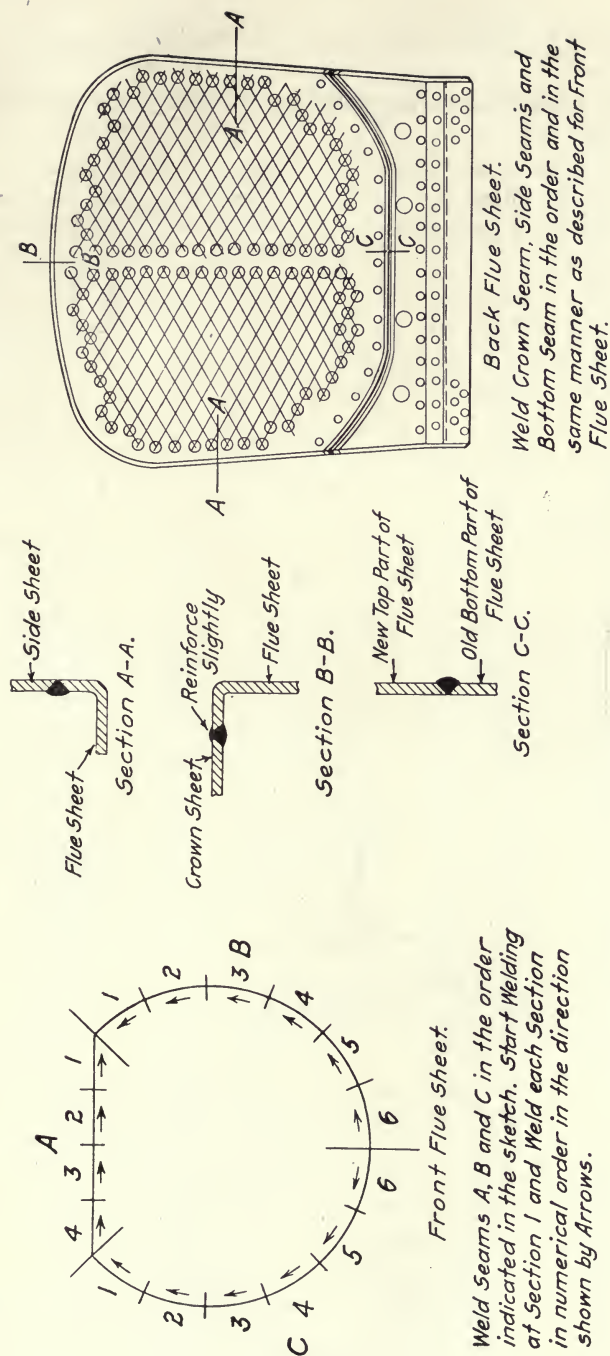 A
4 3 2 1
1 1
2 2
3 3 B
C 4 4
5 5
6 6
Front Flue Sheet.
Weld Seams A, B and C in the order
indicated in the sketch. Start Welding
at Section 1 and Weld each Section
in numerical order in the direction
shown by Arrows.
Side Sheet
Flue Sheet
Section A-A.
Reinforce
Slightly
Crown Sheet
Flue Sheet
Section B-B.
New Top Part of
Flue Sheet
Old Bottom Part of
Flue Sheet
Section C-C.
B
B
A
A
A
A
C
C
Back Flue Sheet.
Weld Crown Seam, Side Seams and
Bottom Seam in the order and in the
same manner as described for Front
Flue Sheet.